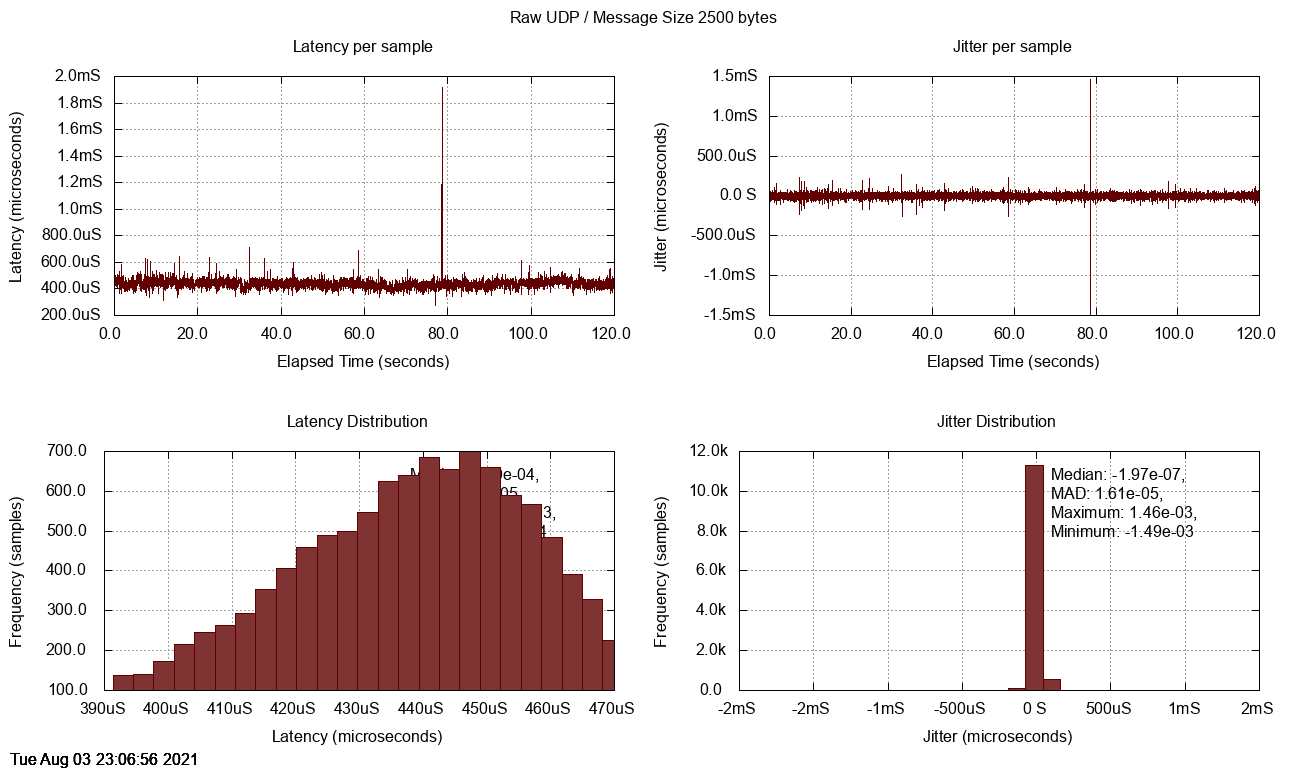 Raw UDP / Message Size 2500 bytes
Latency per sample
Latency (microseconds)
2.0mS
1.8mS
1.6mS
1.4mS
1.2mS
1.0mS
800.0uS
600.0uS
400.0uS
200.0uS
0.0 20.0 40.0 60.0 80.0 100.0 120.0
Elapsed Time (seconds)
Jitter per sample
Jitter (microseconds)
1.5mS
1.0mS
500.0uS
0.0 S
-500.0uS
-1.0mS
-1.5mS
0.0 20.0 40.0 60.0 80.0 100.0 120.0
Elapsed Time (seconds)
Latency Distribution
Frequency (samples)
700.0
600.0
500.0
400.0
300.0
200.0
100.0
390uS 400uS 410uS 420uS 430uS 440uS 450uS 460uS 470uS
Latency (microseconds)
Jitter Distribution
Frequency (samples)
12.0k
10.0k
8.0k
6.0k
4.0k
2.0k
0.0
Median: -1.97e-07,
MAD: 1.61e-05,
Maximum: 1.46e-03,
Minimum: -1.49e-03
-2mS -2mS -1mS -500uS 0 S 500uS 1mS 2mS
Jitter (microseconds)
Tue Aug 03 23:06:56 2021